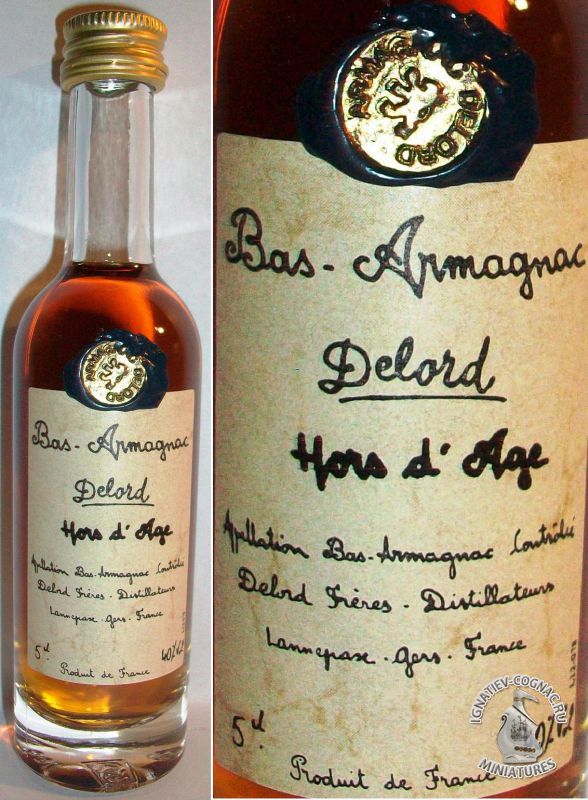 ARMAGNAC DELORD
Bas-Armagnac
Delord
Hors d'Age
Appellation Bas-Armagnac Contrôlée
Delord Frères - Distillateurs
Lannepax - Gers - France
5 cl. 40% Vol
Produit de France
ARMAGNAC DELORD
Bas-Armagnac
Delord
Hors d'Age
Appellation Bas-Armagnac Contrôlée
Delord Frères - Distillateurs
Lannepax - Gers - France
5 cl.
Produit de France
IGNATIEV-COGNAC.RU
MINIATURES